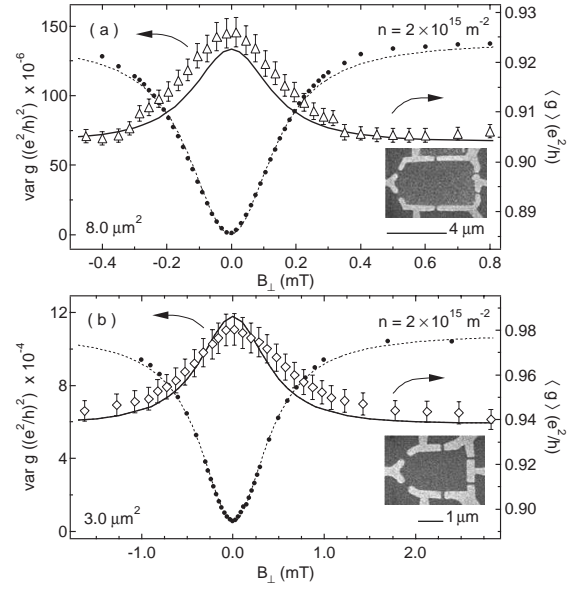 ( a )
n = 2 × 10¹⁵ m⁻²
var g ((e²/h)²) × 10⁻⁶
150
100
50
0
0.93
0.92
0.91
0.90
0.89
⟨ g ⟩ (e²/h)
8.0 μm²
4 μm
-0.4 -0.2 0.0 0.2 0.4 0.6 0.8
B⊥ (mT)
( b )
n = 2 × 10¹⁵ m⁻²
var g ((e²/h)²) × 10⁻⁴
12
8
4
0
0.98
0.96
0.94
0.92
0.90
⟨ g ⟩ (e²/h)
3.0 μm²
1 μm
-1.0 0.0 1.0 2.0
B⊥ (mT)